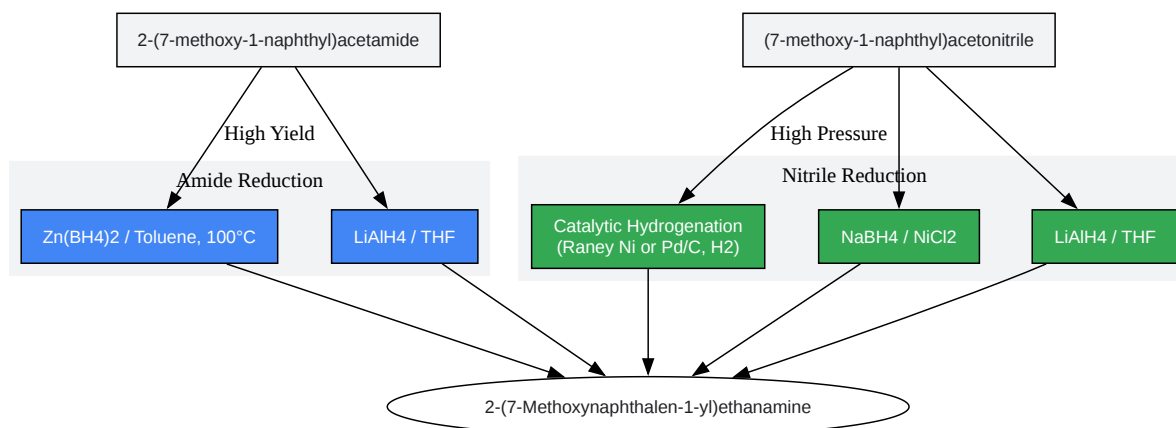 2-(7-methoxy-1-naphthyl)acetamide
(7-methoxy-1-naphthyl)acetonitrile
High Yield
High Pressure
Amide Reduction
Nitrile Reduction
Zn(BH4)2 / Toluene, 100°C
LiAlH4 / THF
Catalytic Hydrogenation
(Raney Ni or Pd/C, H2)
NaBH4 / NiCl2
LiAlH4 / THF
2-(7-Methoxynaphthalen-1-yl)ethanamine